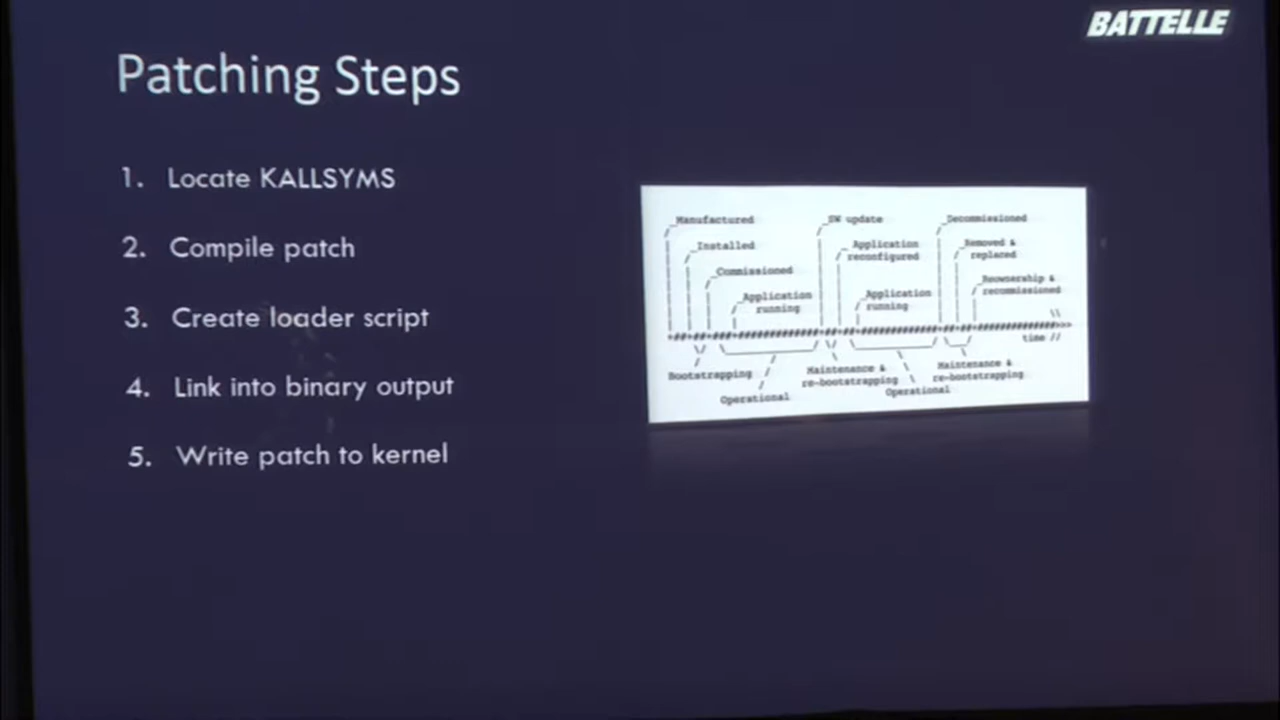 BATTELLE
Patching Steps
1. Locate KALLSYMS
2. Compile patch
3. Create loader script
4. Link into binary output
5. Write patch to kernel
Manufactured
SW update
Decommissioned
Installed
Application
reconfigured
Removed &
replaced
Commissioned
Reownership &
recommissioned
Application
running
Application
running
time //
Bootstrapping
Maintenance &
re-bootstrapping
Maintenance &
re-bootstrapping
Operational
Operational